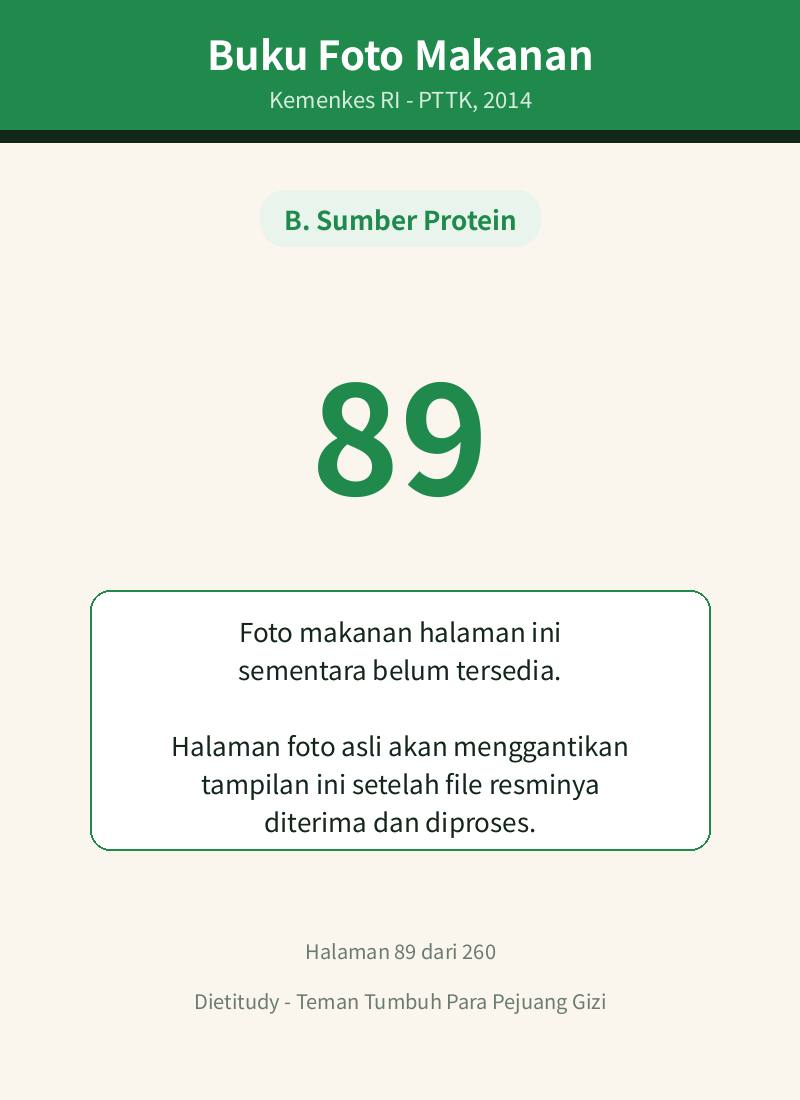 Buku Foto Makanan
Kemenkes RI - PTTK, 2014
B. Sumber Protein
89
Foto makanan halaman ini
sementara belum tersedia.
Halaman foto asli akan menggantikan
tampilan ini setelah file resminya
diterima dan diproses.
Halaman 89 dari 260
Dietitudy - Teman Tumbuh Para Pejuang Gizi